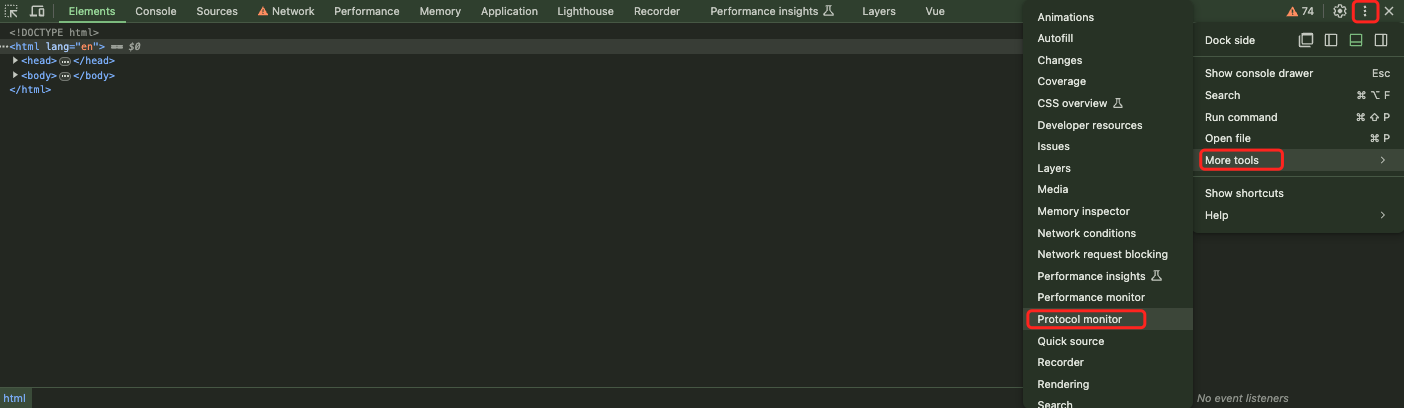 Elements Console Sources Network Performance Memory Application Lighthouse Recorder Performance insights Layers Vue 74
<!DOCTYPE html>
<html lang="en"> == $0
<head> </head>
<body> </body>
</html>
html
Animations
Autofill
Changes
Coverage
CSS overview
Developer resources
Issues
Layers
Media
Memory inspector
Network conditions
Network request blocking
Performance insights
Performance monitor
Protocol monitor
Quick source
Recorder
Rendering
Search
Dock side
Show console drawer Esc
Search ⌘ ⌥ F
Run command ⌘ ⇧ P
Open file ⌘ P
More tools
Show shortcuts
Help
No event listeners